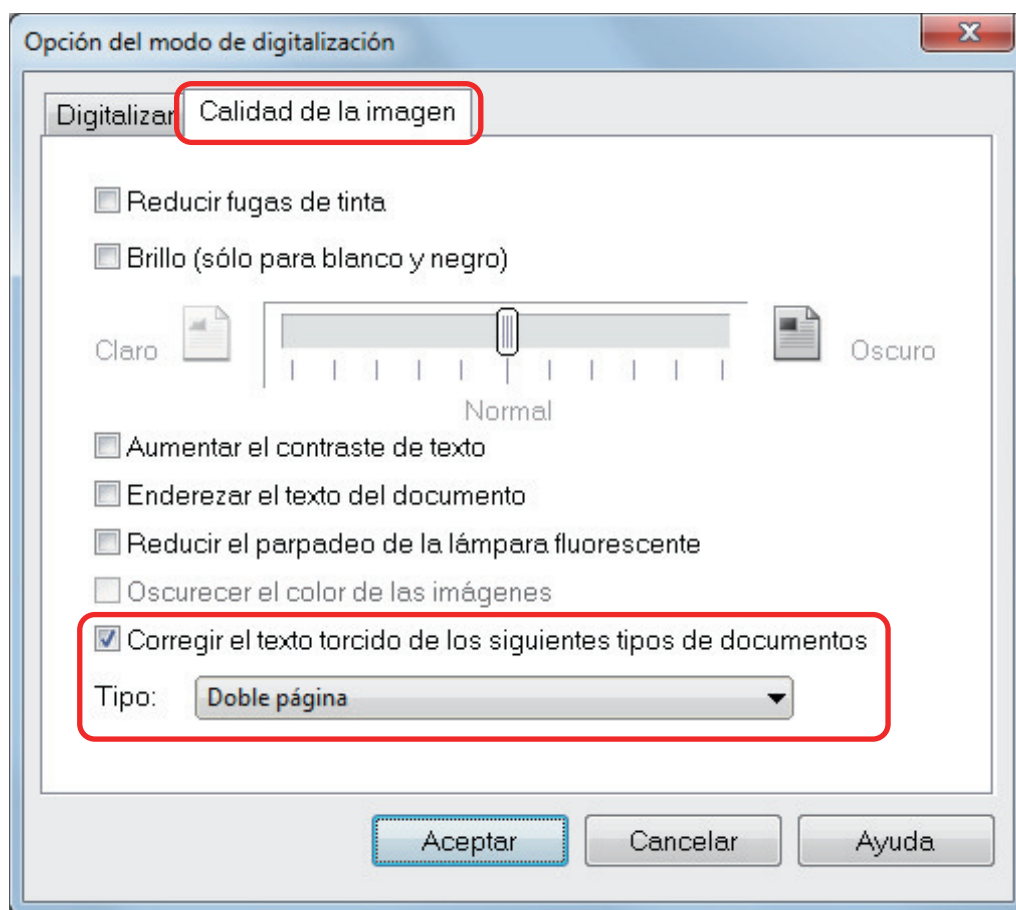 Opción del modo de digitalización
Digitalizar
Calidad de la imagen
Reducir fugas de tinta
Brillo (sólo para blanco y negro)
Claro
Oscuro
Normal
Aumentar el contraste de texto
Enderezar el texto del documento
Reducir el parpadeo de la lámpara fluorescente
Oscurecer el color de las imágenes
Corregir el texto torcido de los siguientes tipos de documentos
Tipo: Doble página
Aceptar
Cancelar
Ayuda